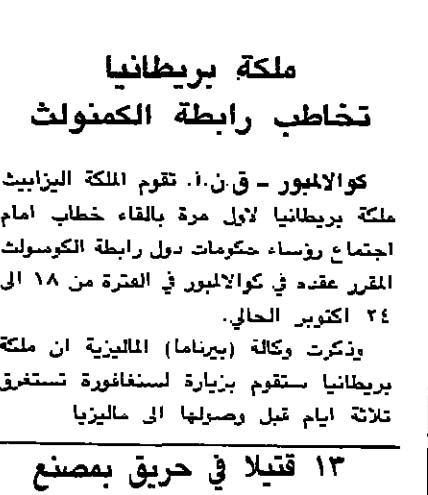 ملكة بريطانيا
تخاطب رابطة الكمنولث
كوالالمبور – ق.ن.أ. تقوم الملكة اليزابيث
ملكة بريطانيا لاول مرة بالقاء خطاب امام
اجتماع رؤساء حكومات دول رابطة الكومنولث
المقرر عقده في كوالالمبور في الفترة من ١٨ الى
٢٤ اكتوبر الحالي.
وذكرت وكالة (بيرناما) الماليزية ان ملكة
بريطانيا ستقوم بزيارة لسنغافورة تستغرق
ثلاثة ايام قبل وصولها الى ماليزيا
١٣ قتيلا في حريق بمصنع